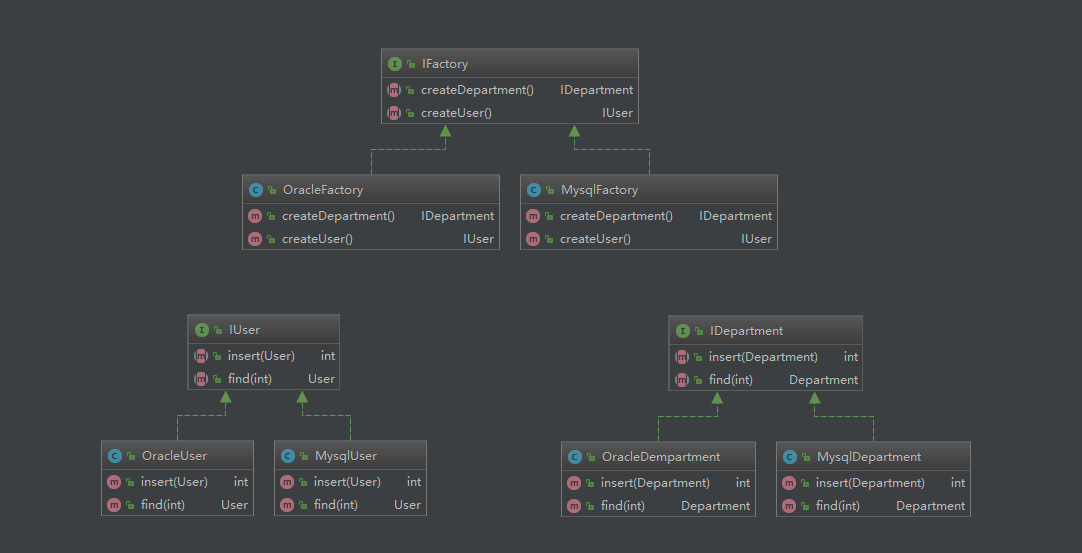 IFactory
createDepartment() IDepartment
createUser() IUser
OracleFactory
createDepartment() IDepartment
createUser() IUser
MysqlFactory
createDepartment() IDepartment
createUser() IUser
IUser
insert(User) int
find(int) User
IDepartment
insert(Department) int
find(int) Department
OracleUser
insert(User) int
find(int) User
MysqlUser
insert(User) int
find(int) User
OracleDempartment
insert(Department) int
find(int) Department
MysqlDepartment
insert(Department) int
find(int) Department